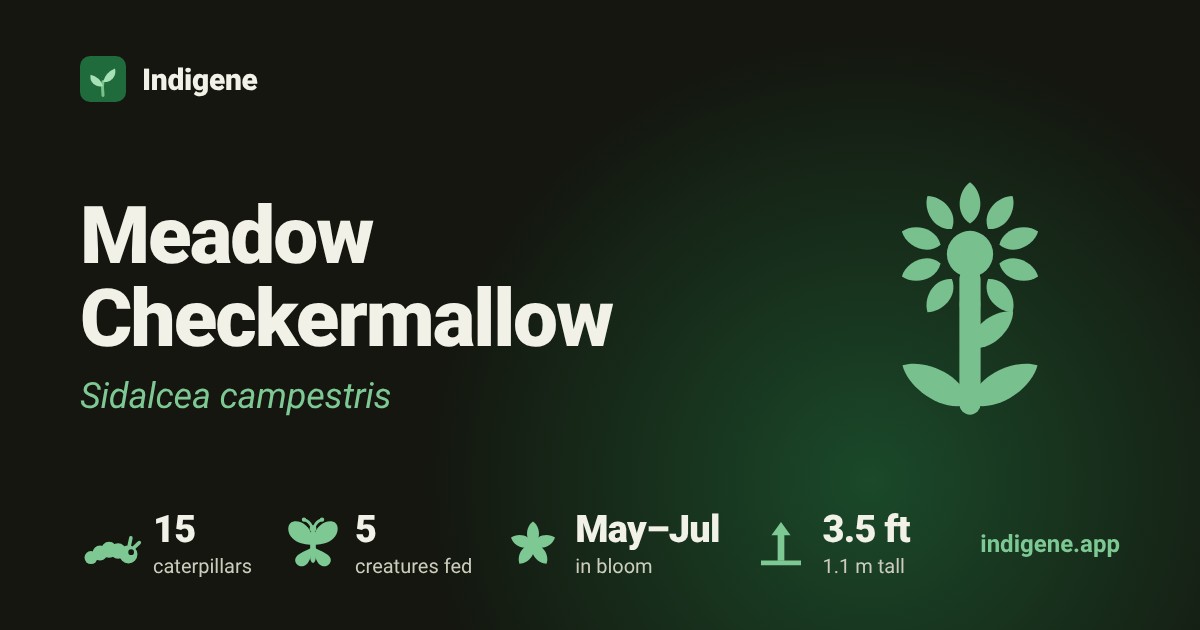 Indigene
Meadow
Checkermallow
Sidalcea campestris
15
caterpillars
5
creatures fed
May–Jul
in bloom
3.5 ft
1.1 m tall
indigene.app